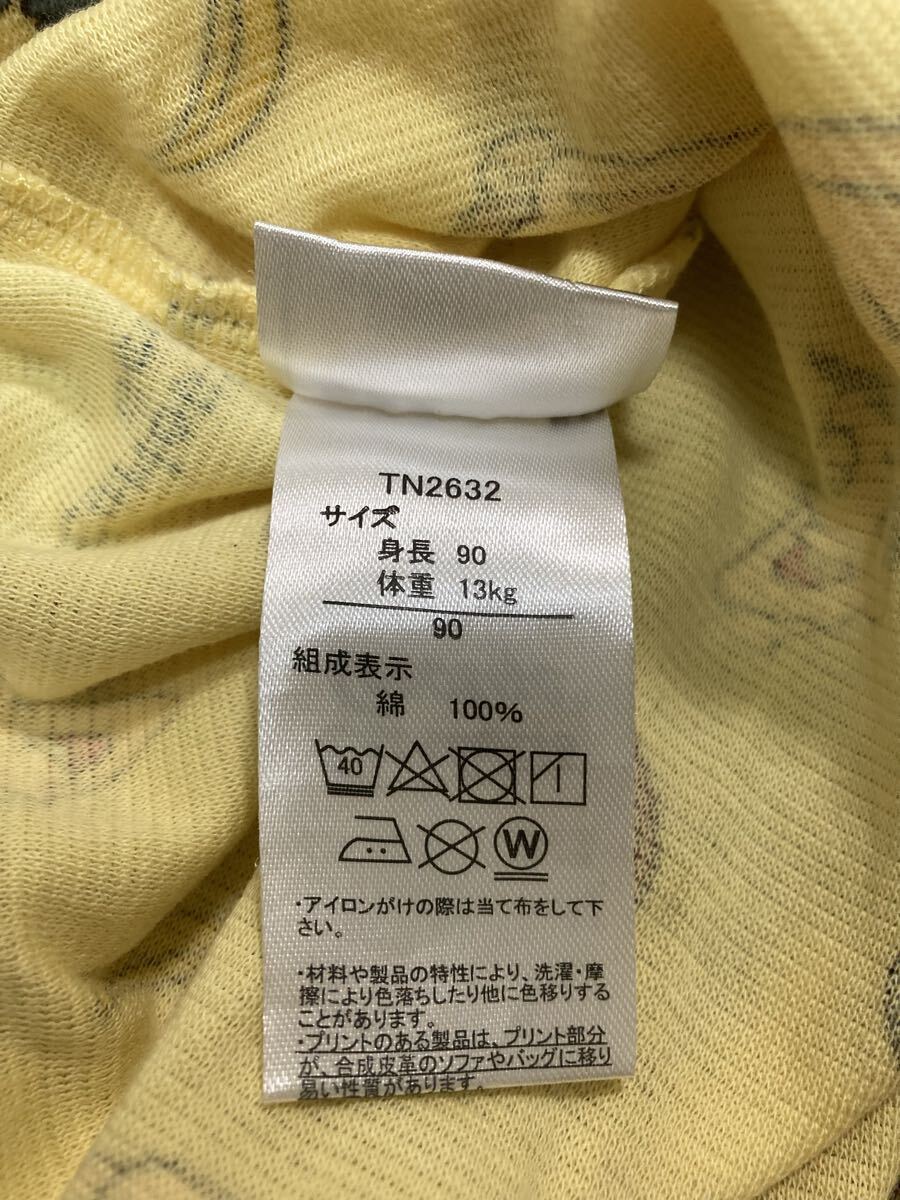 TN2632
サイズ
身長 90
体重 13kg
90
組成表示
綿 100%
40
W
・アイロンがけの際は当て布をして下
さい。
・材料や製品の特性により、洗濯・摩
擦により色落ちしたり他に色移りする
ことがあります。
・プリントのある製品は、プリント部分
が、合成皮革のソファやバッグに移り
易い性質があります。